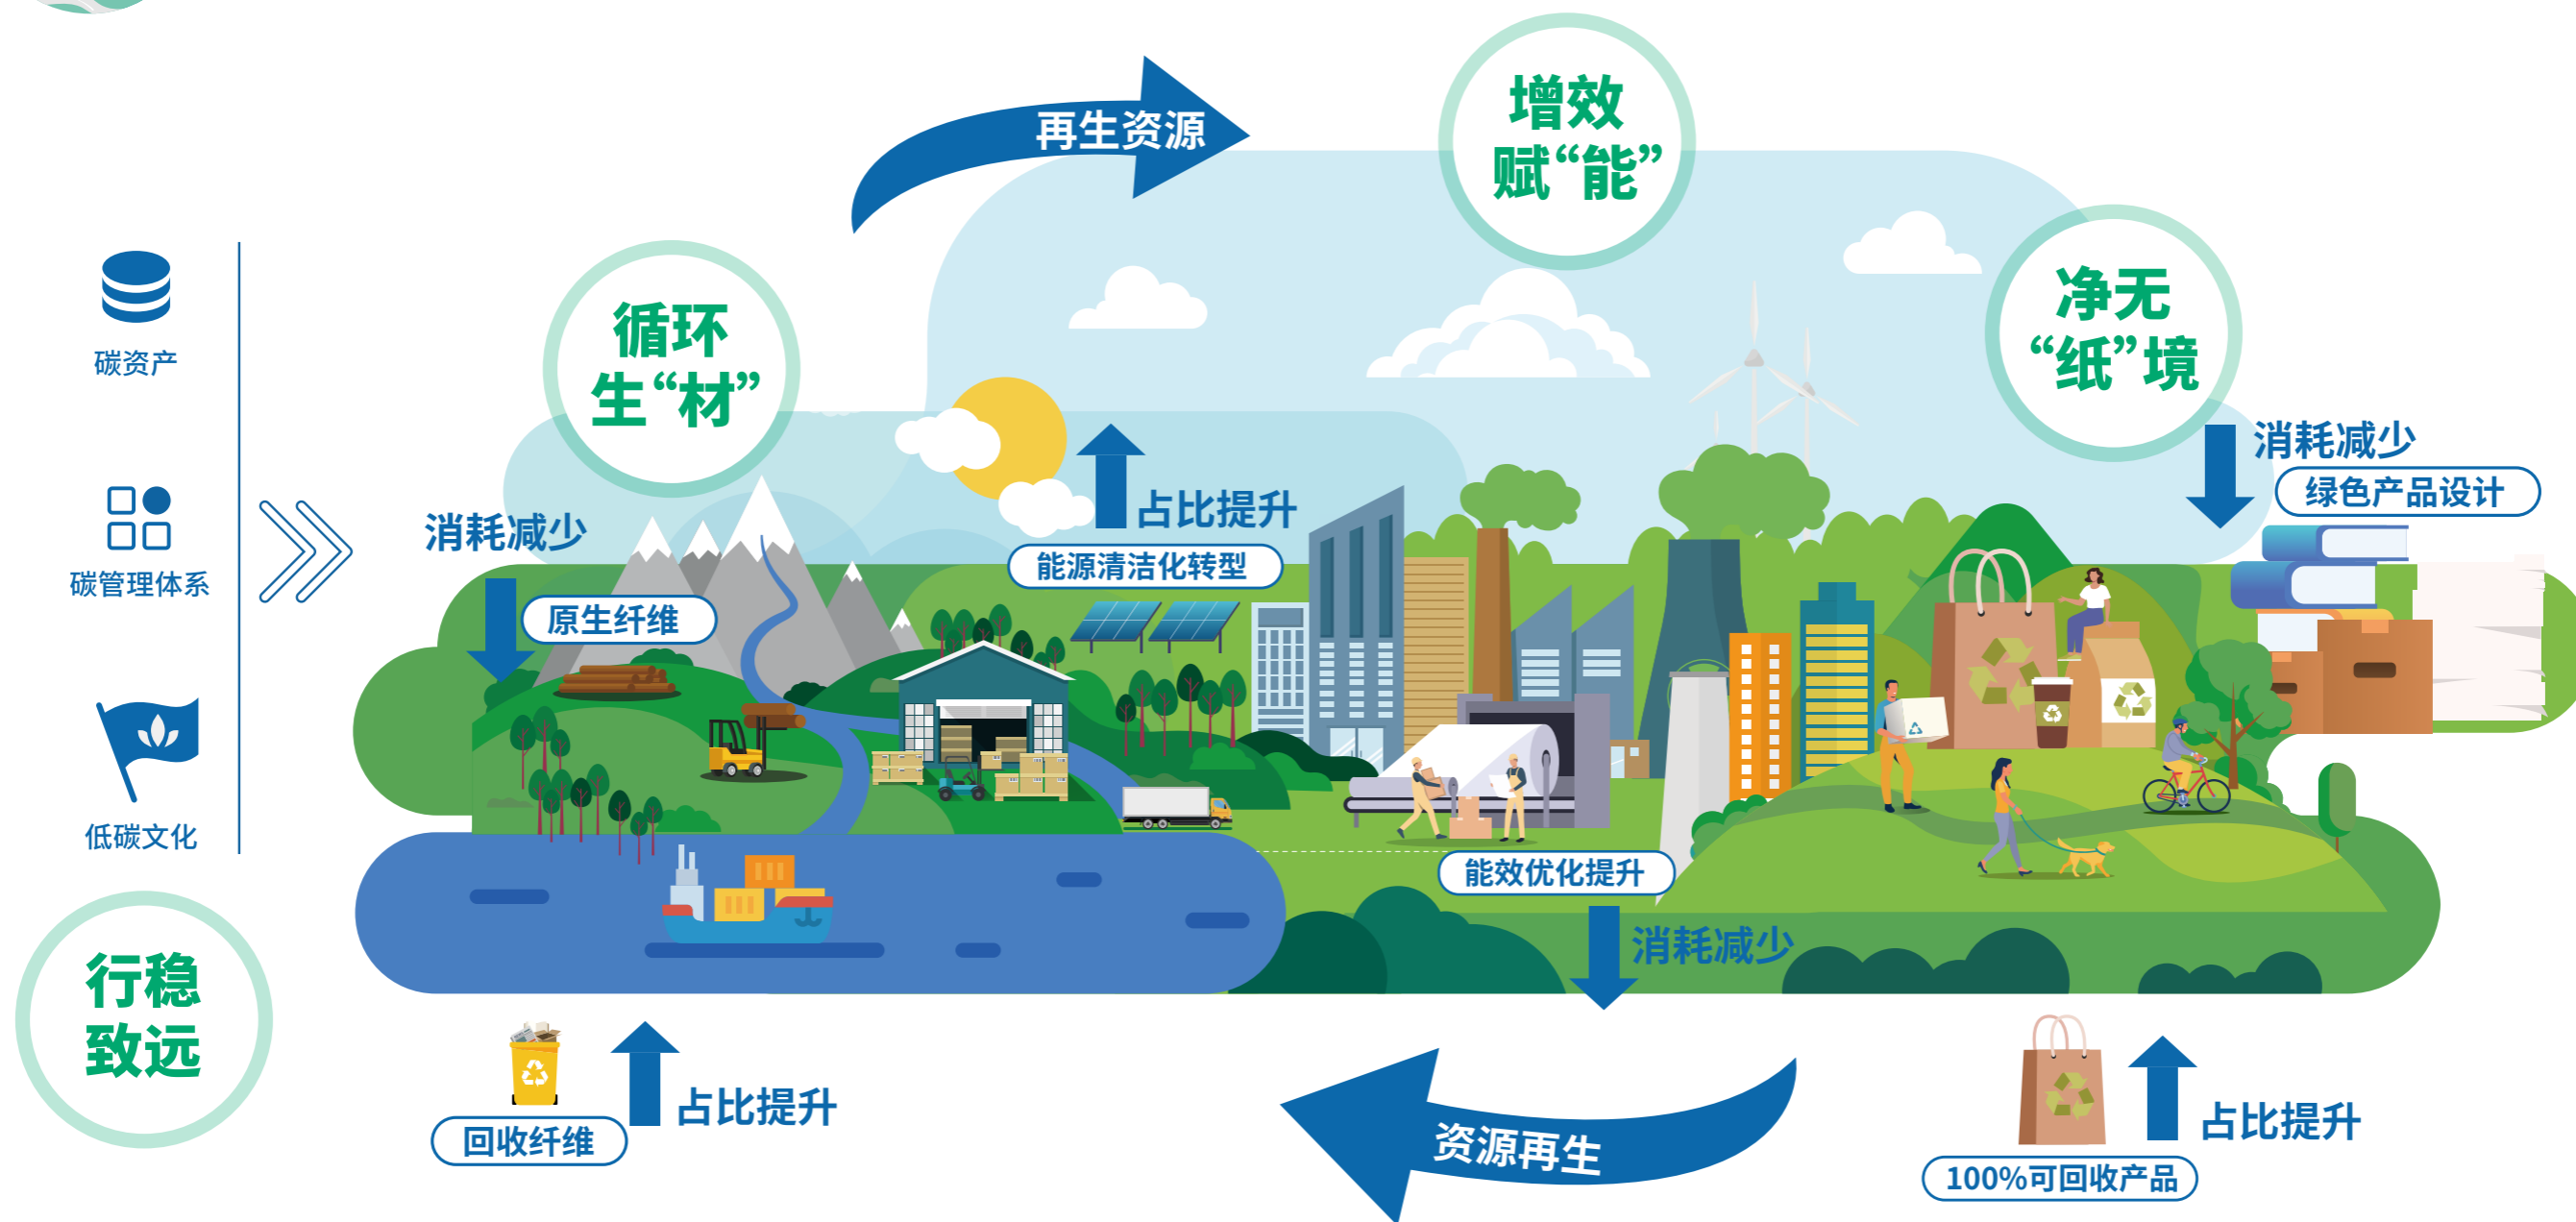 再生资源
增效
赋“能”
净无
“纸”境
循环
生“材”
碳资产
碳管理体系
低碳文化
行稳
致远
消耗减少
原生纤维
占比提升
能源清洁化转型
消耗减少
绿色产品设计
能效优化提升
消耗减少
回收纤维
占比提升
资源再生
100%可回收产品
占比提升